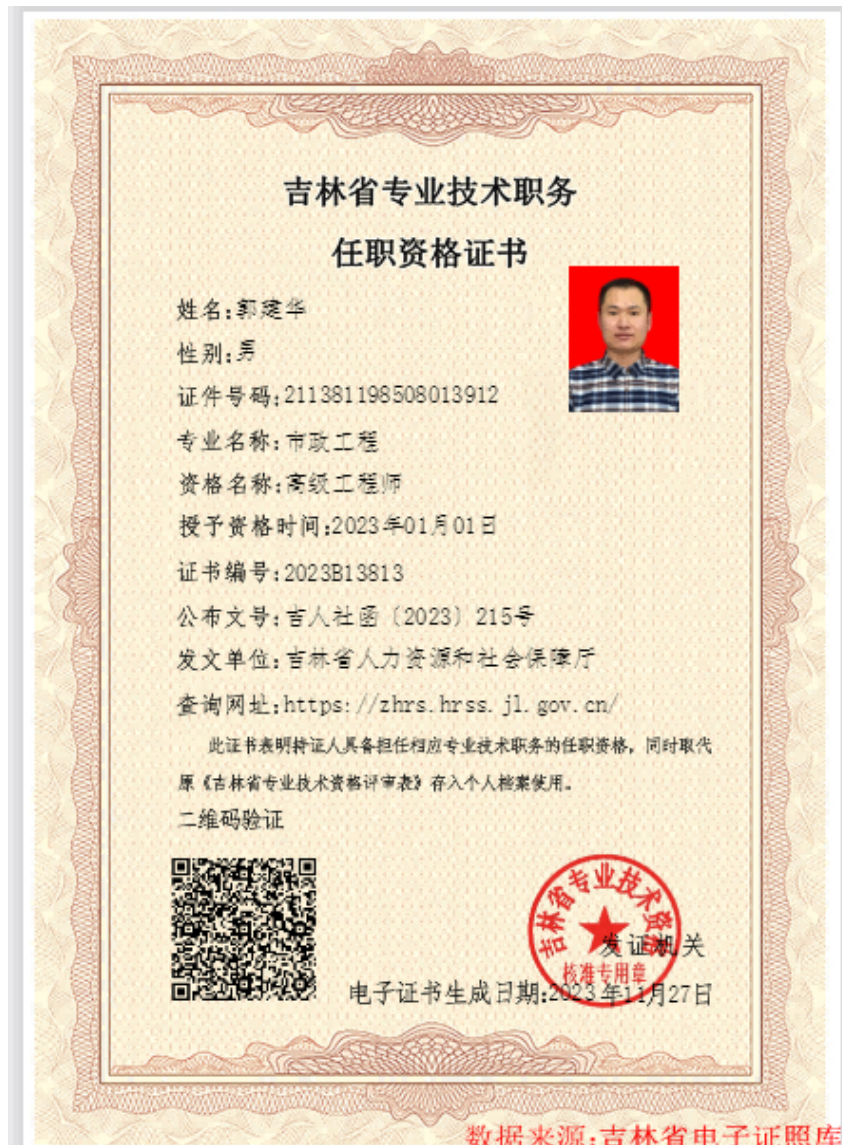 吉林省专业技术职务
任职资格证书
姓名:郭建华
性别:男
证件号码:211381198508013912
专业名称:市政工程
资格名称:高级工程师
授予资格时间:2023年01月01日
证书编号:2023B13813
公布文号:吉人社函〔2023〕215号
发文单位:吉林省人力资源和社会保障厅
查询网址:https://zhrs.hrss.jl.gov.cn/
此证书表明持证人具备担任相应专业技术职务的任职资格，同时取代
原《吉林省专业技术资格评审表》存入个人档案使用。
二维码验证
吉林省专业技术资格
核准专用章
发证机关
电子证书生成日期:2023年11月27日
数据来源:吉林省电子证照库